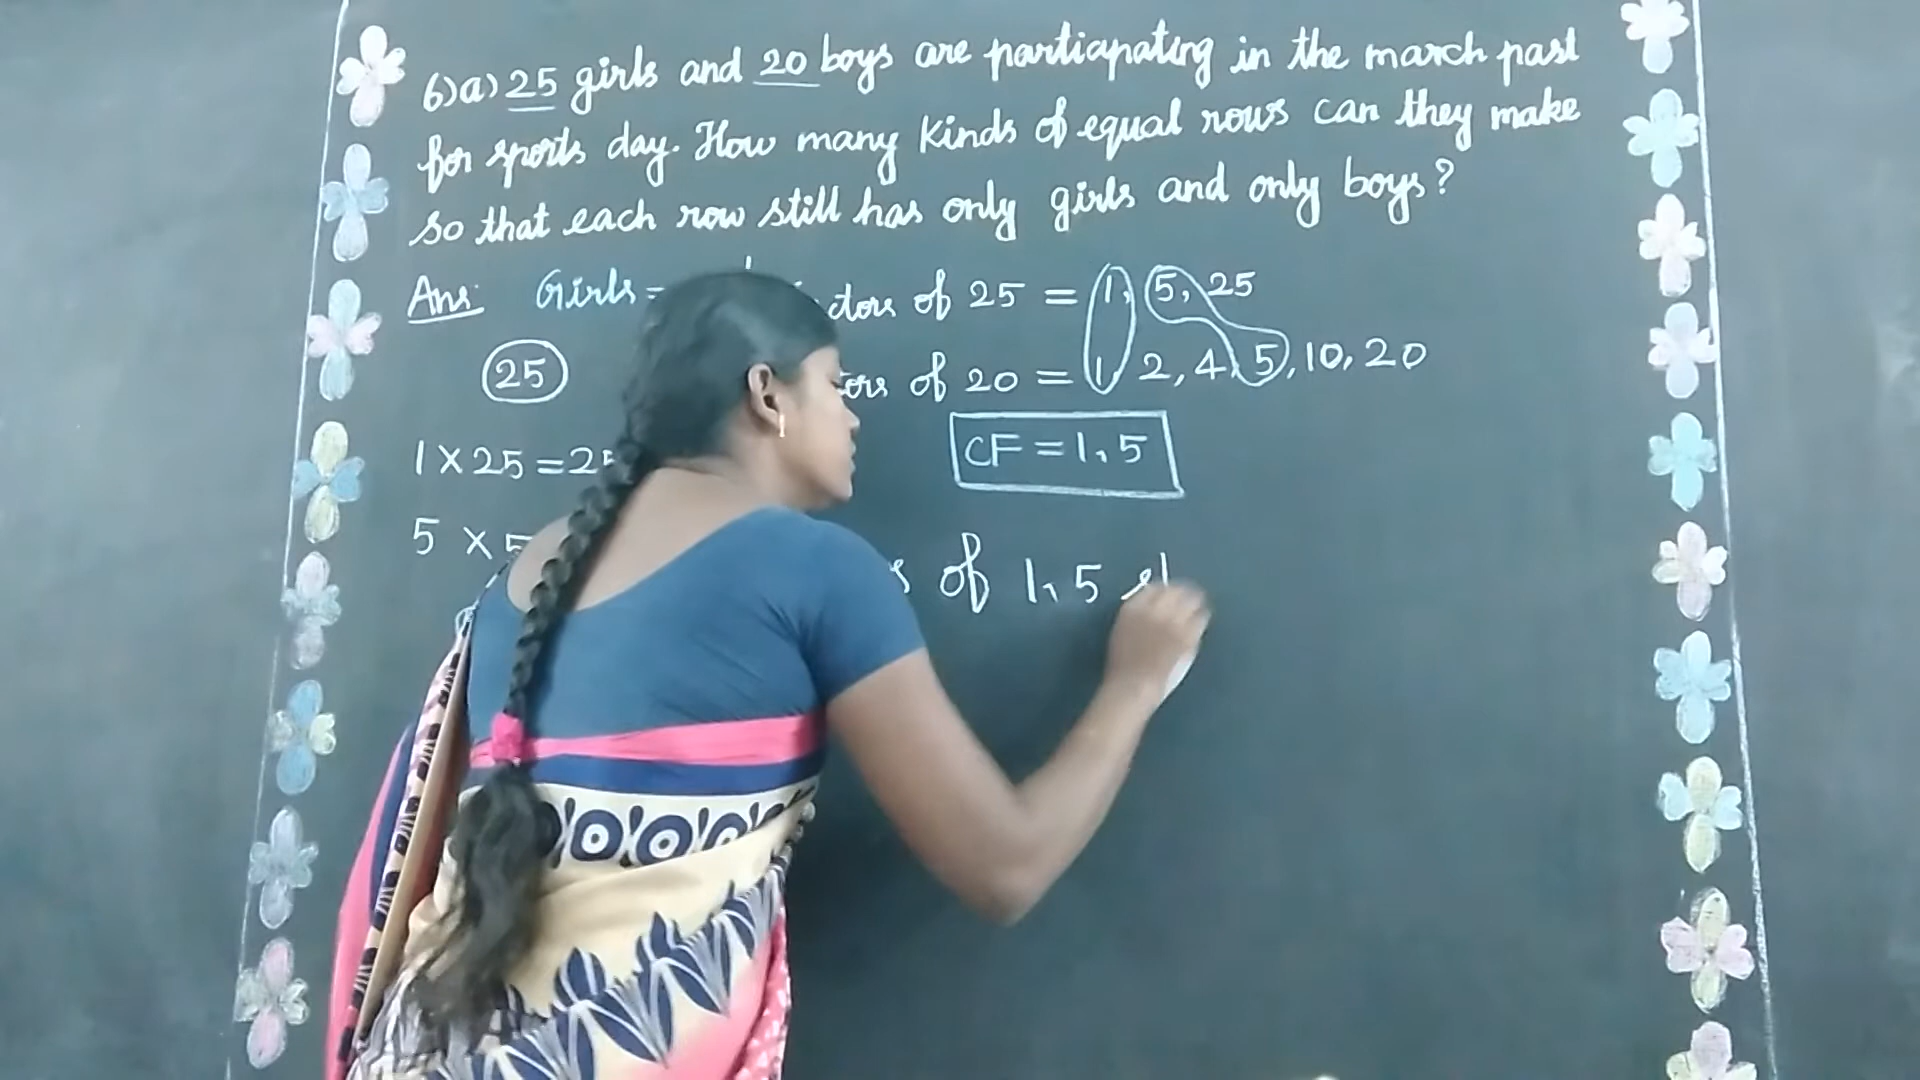 6)a) 25 girls and 20 boys are participating in the march past
for sports day. How many kinds of equal rows can they make
so that each row still has only girls and only boys?
Ans: Girls = ctors of 25 = 1, 5, 25
25 tors of 20 = 1, 2, 4, 5, 10, 20
1 X 25 = 25
CF = 1, 5
5 X 5
s of 1, 5